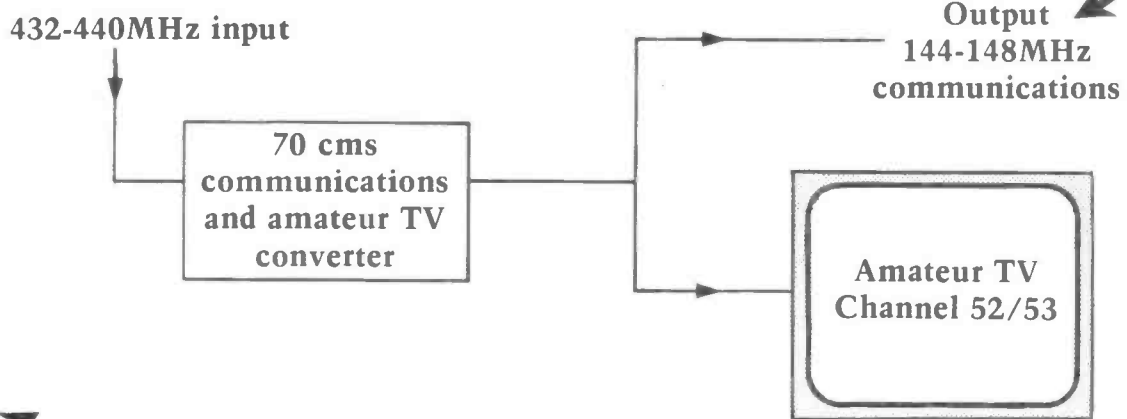 432-440MHz input
Output
144-148MHz
communications
70 cms
communications
and amateur TV
converter
Amateur TV
Channel 52/53